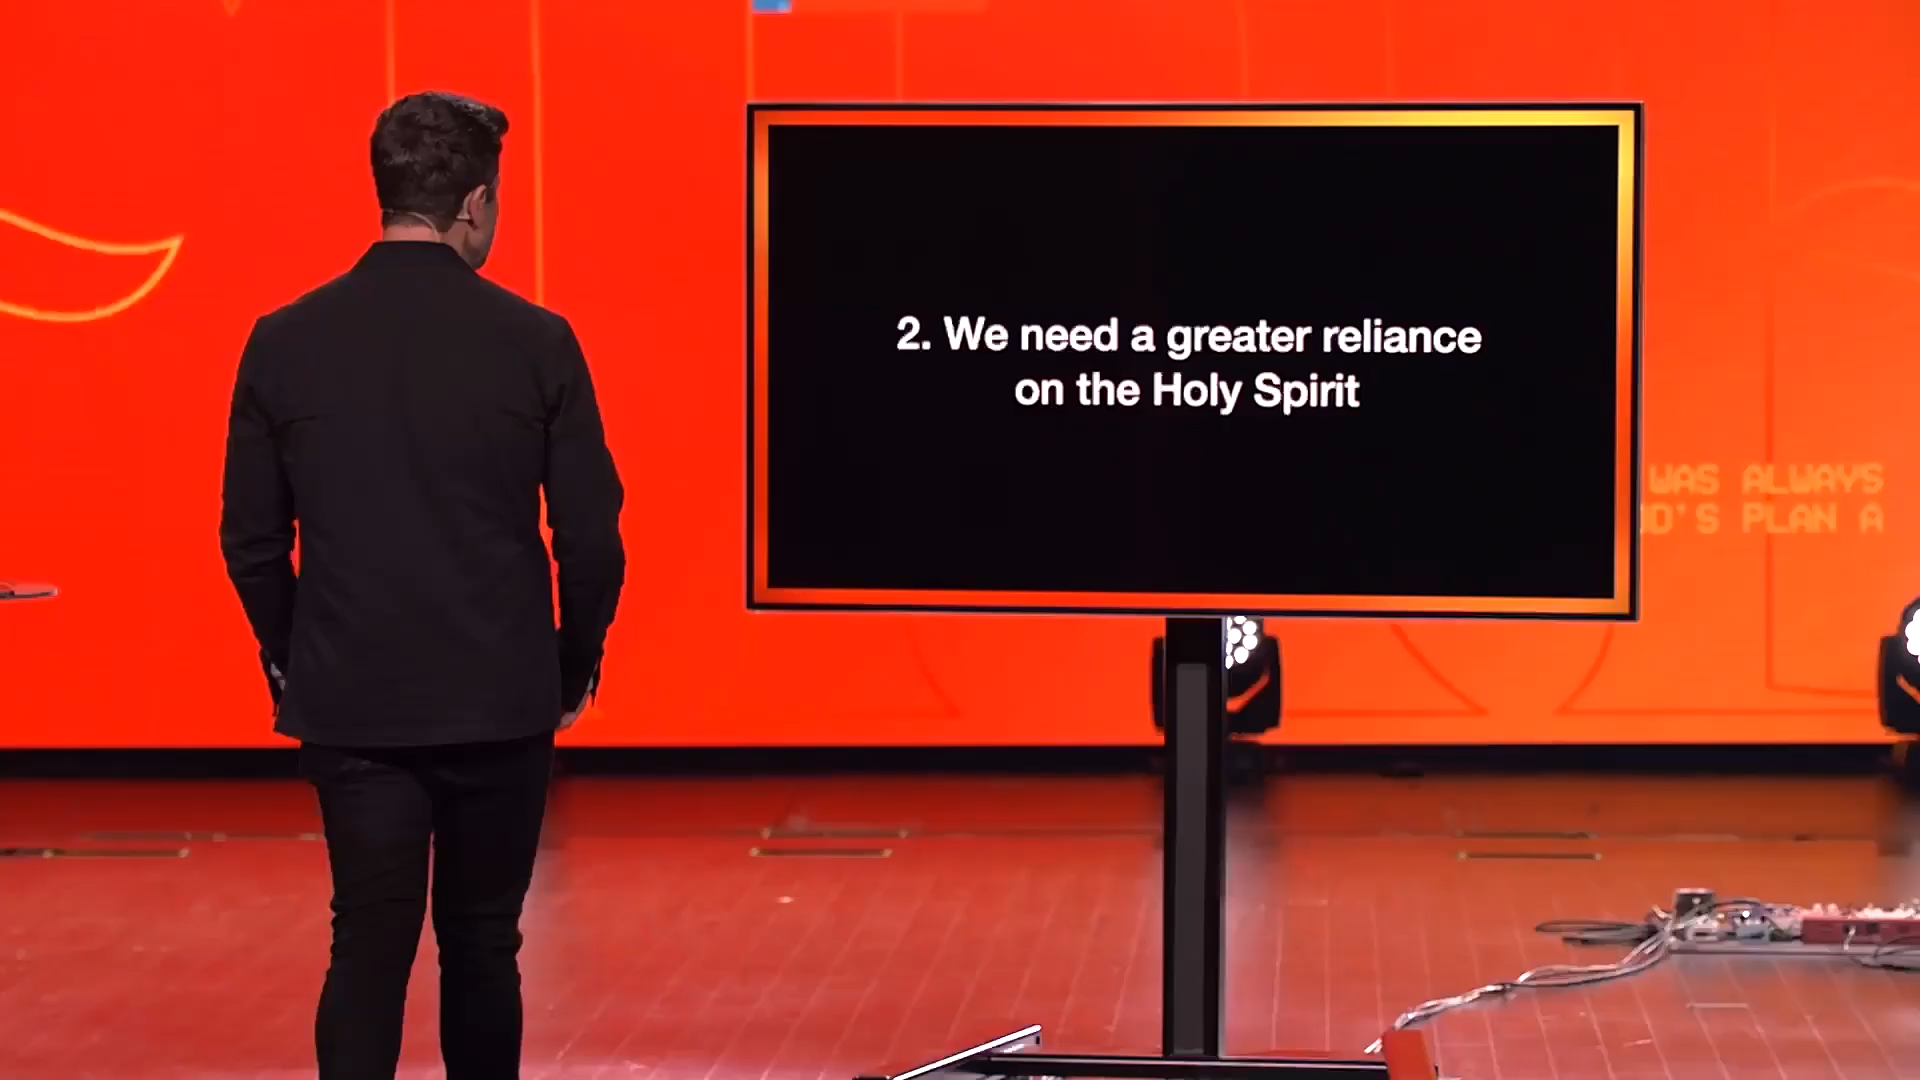 2. We need a greater reliance
on the Holy Spirit
WAS ALWAYS
D'S PLAN A